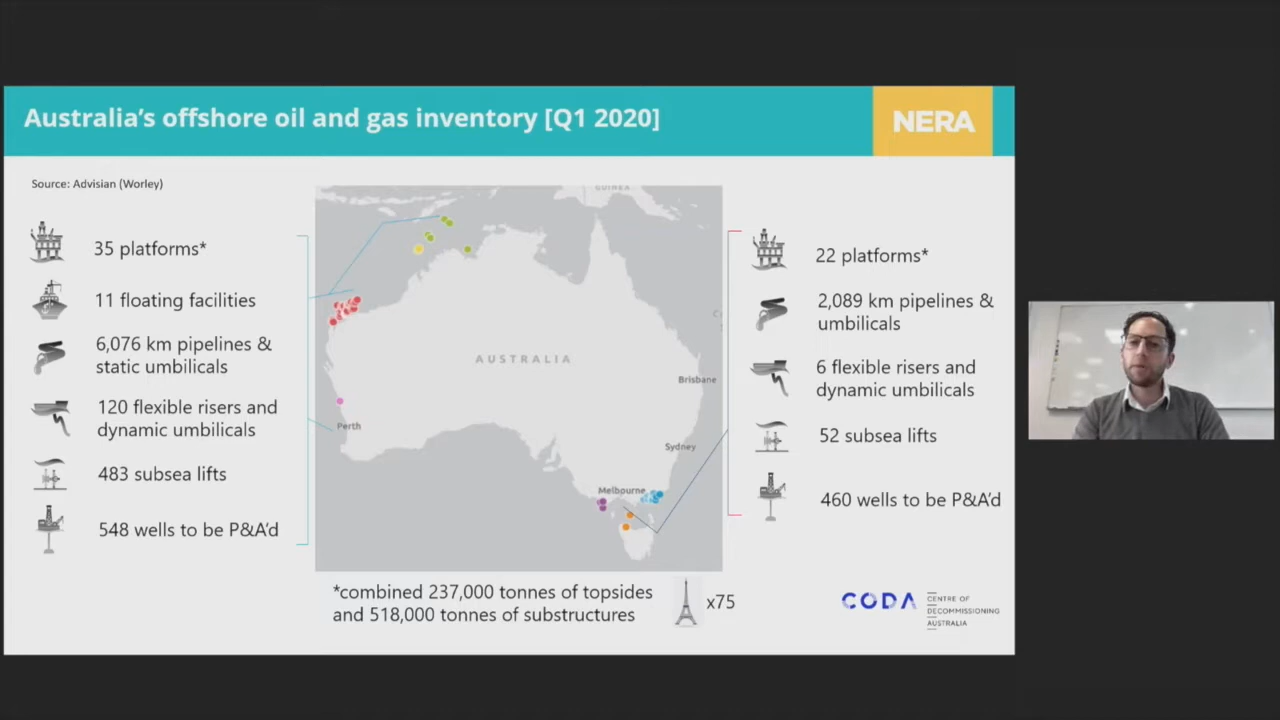 Australia's offshore oil and gas inventory [Q1 2020]
NERA
Source: Advisian (Worley)
35 platforms*
11 floating facilities
6,076 km pipelines &
static umbilicals
120 flexible risers and
dynamic umbilicals
483 subsea lifts
548 wells to be P&A'd
GUINEA
AUSTRALIA
Brisbane
Perth
Sydney
Melbourne
22 platforms*
2,089 km pipelines &
umbilicals
6 flexible risers and
dynamic umbilicals
52 subsea lifts
460 wells to be P&A'd
*combined 237,000 tonnes of topsides
and 518,000 tonnes of substructures
x75
CODA
CENTRE OF
DECOMMISSIONING
AUSTRALIA